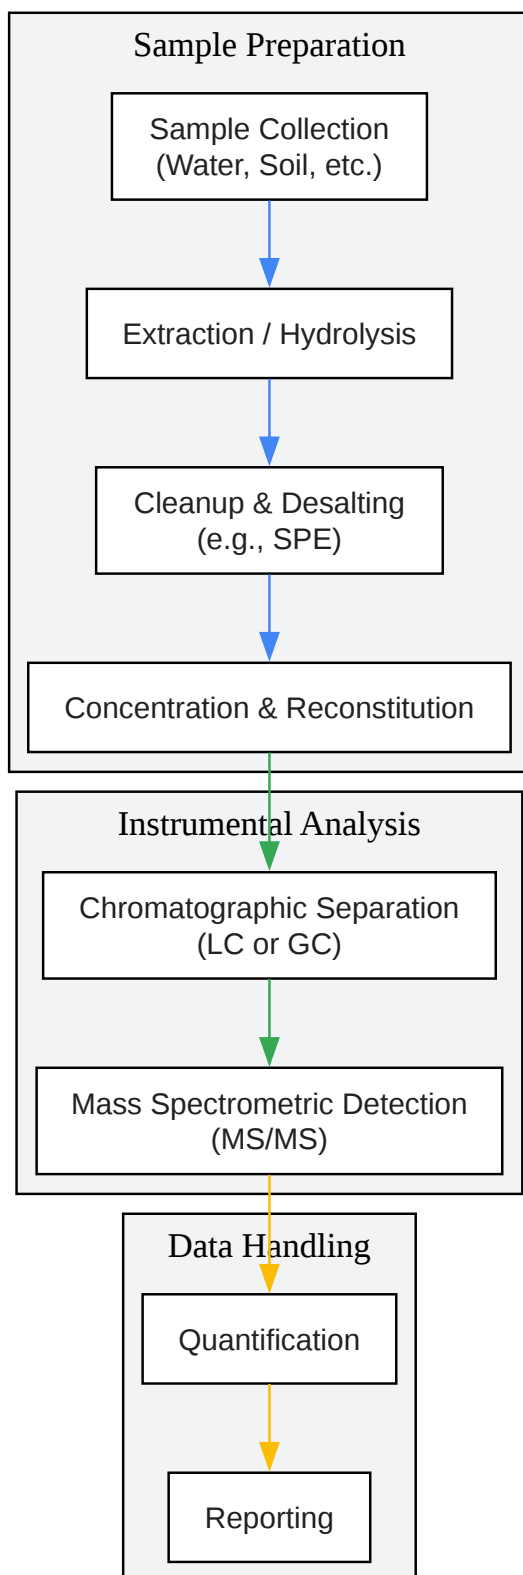 Sample Preparation
Sample Collection
(Water, Soil, etc.)
Extraction / Hydrolysis
Cleanup & Desalting
(e.g., SPE)
Concentration & Reconstitution
Instrumental Analysis
Chromatographic Separation
(LC or GC)
Mass Spectrometric Detection
(MS/MS)
Data Handling
Quantification
Reporting